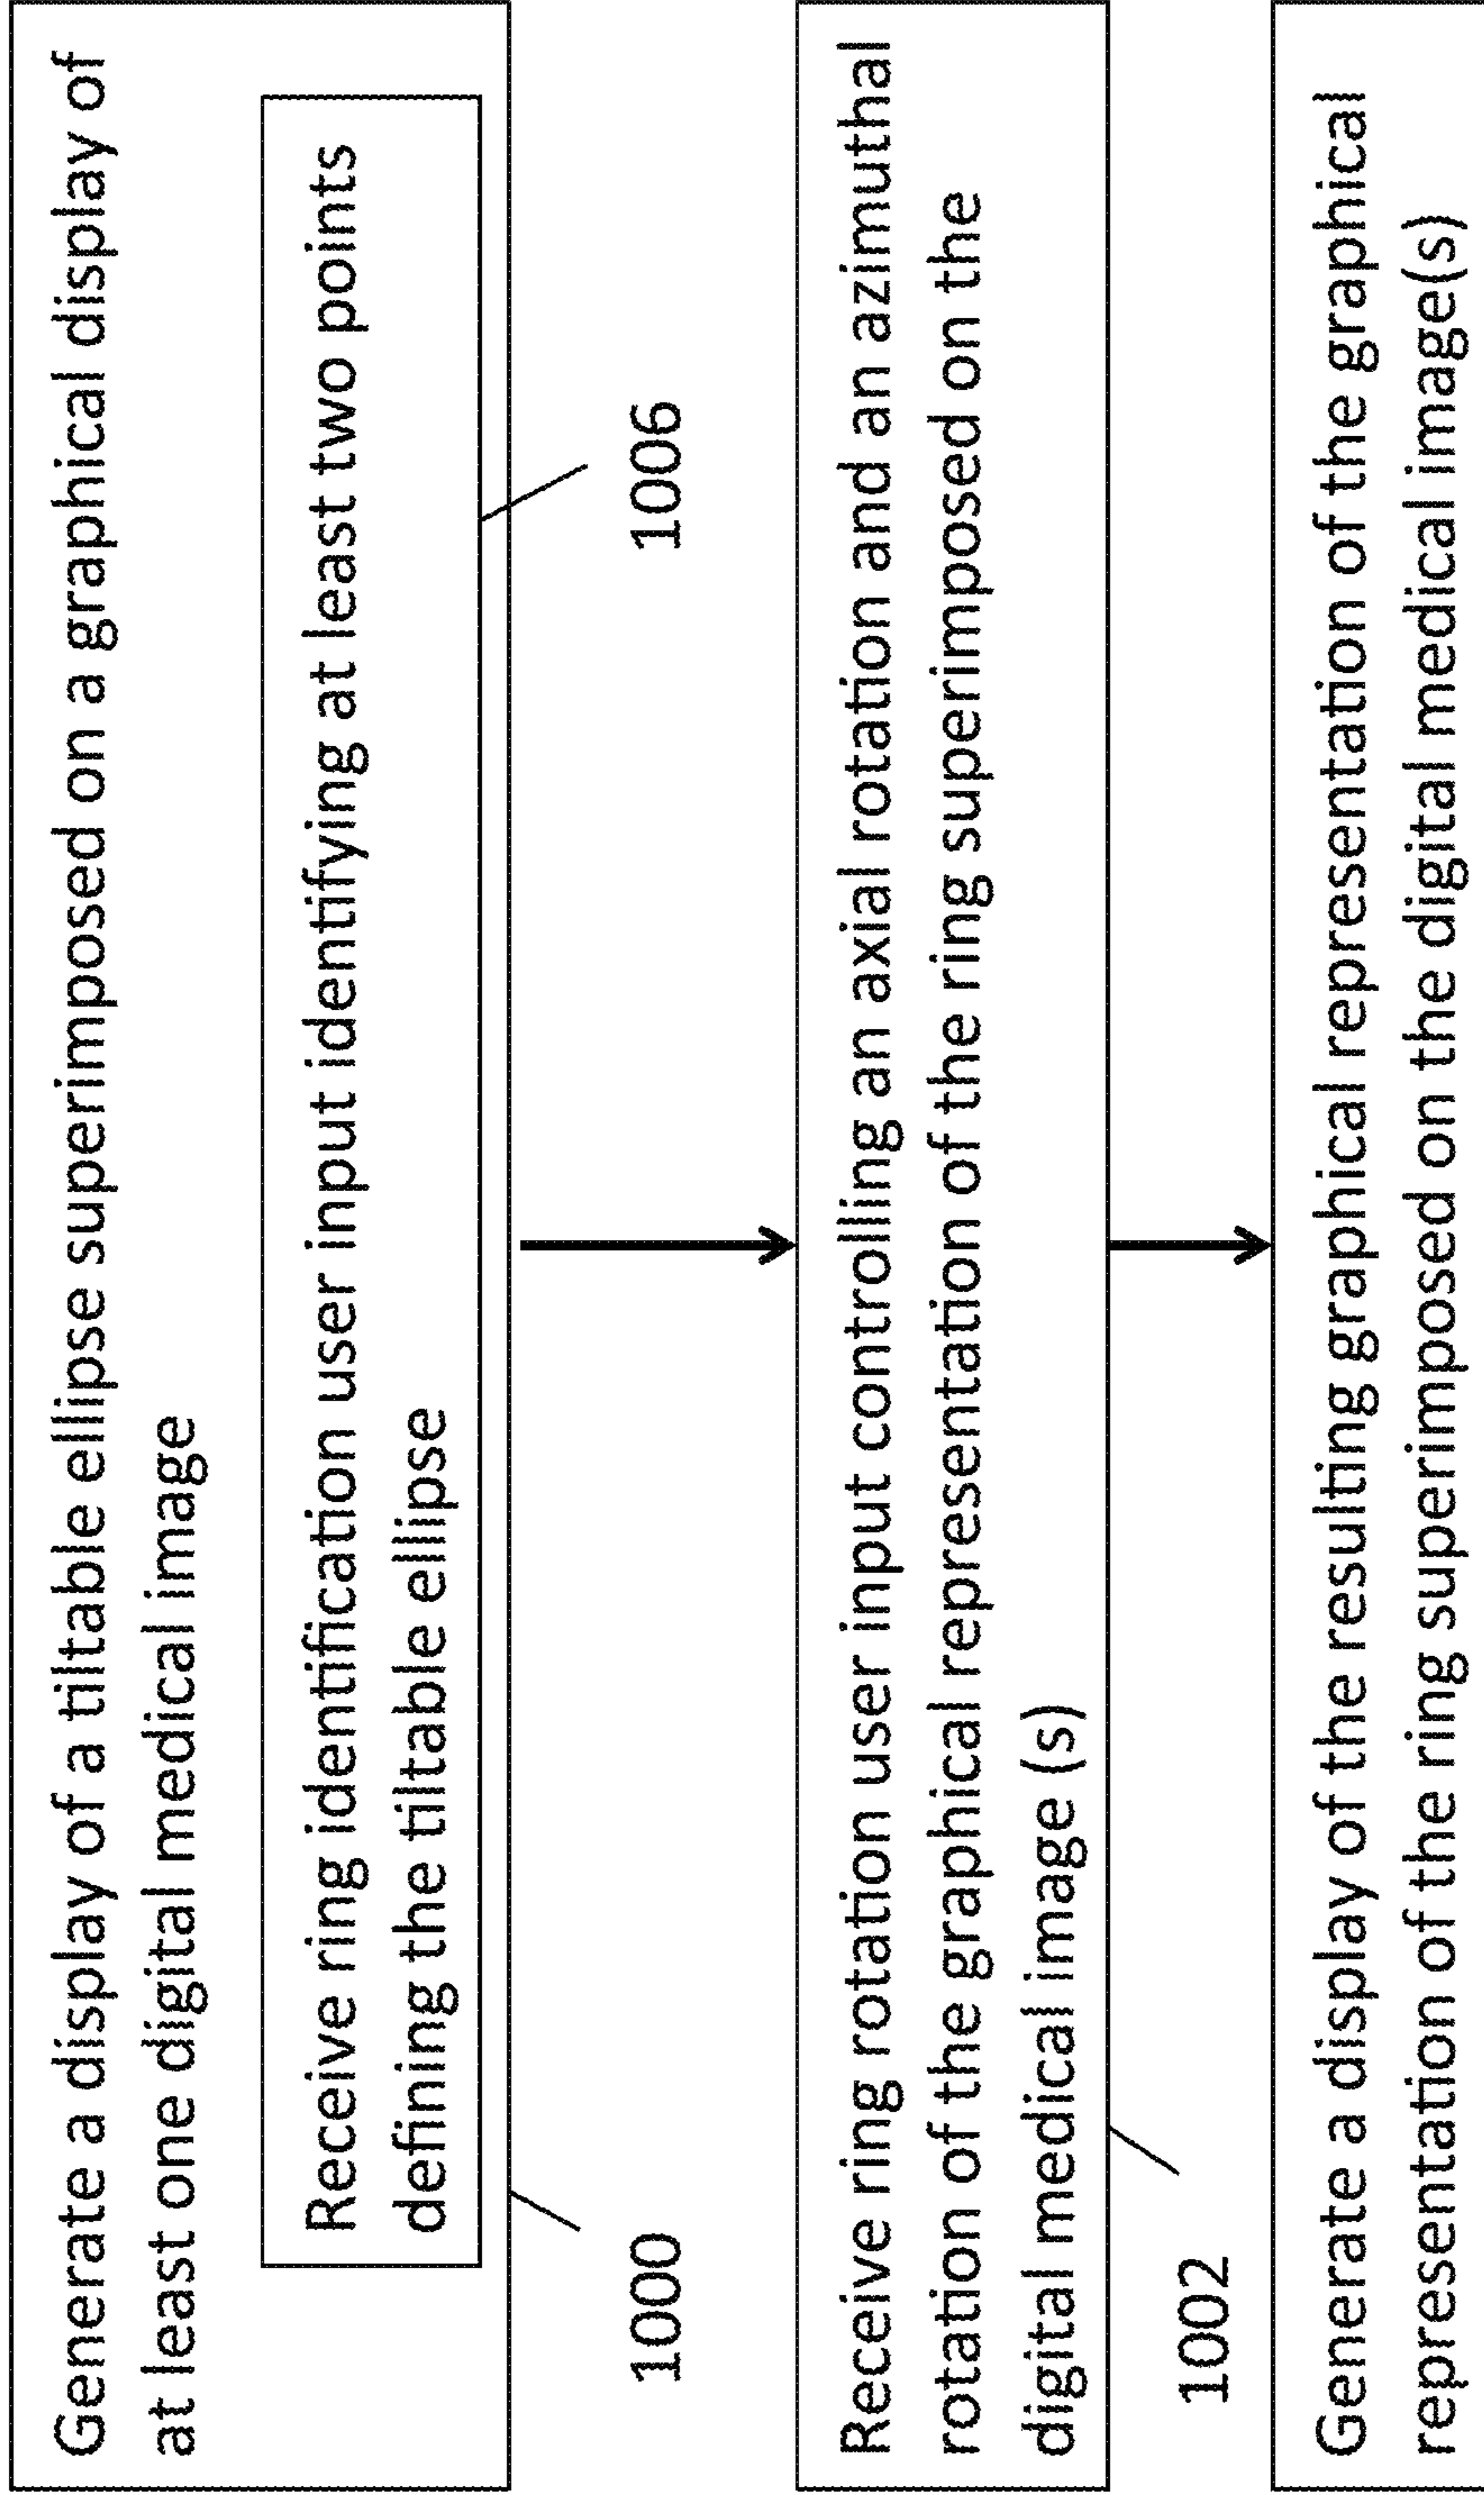 Generate a display of a tiltable ellipse superimposed on a graphical display of
at least one digital medical image
Receive ring identification user input identifying at least two points
defining the tiltable ellipse
1000
1006
Receive ring rotation user input controlling an axial rotation and an azimuthal
rotation of the graphical representation of the ring superimposed on the
digital medical image (s)
1002
Generate a display of the resulting graphical representation of the graphical
representation of the ring superimposed on the digital medical image(s)